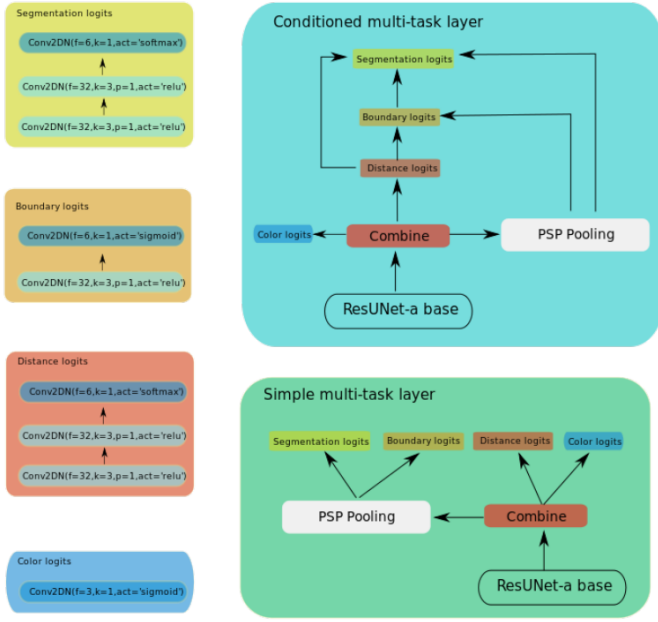 Segmentation logits
Conv2DN(f=6,k=1,act='softmax')
Conv2DN(f=32,k=3,p=1,act='relu')
Conv2DN(f=32,k=3,p=1,act='relu')
Boundary logits
Conv2DN(f=6,k=1,act='sigmoid')
Conv2DN(f=32,k=3,p=1,act='relu')
Distance logits
Conv2DN(f=6,k=1,act='softmax')
Conv2DN(f=32,k=3,p=1,act='relu')
Conv2DN(f=32,k=3,p=1,act='relu')
Color logits
Conv2DN(f=3,k=1,act='sigmoid')
Conditioned multi-task layer
Segmentation logits
Boundary logits
Distance logits
Color logits
Combine
PSP Pooling
ResUNet-a base
Simple multi-task layer
Segmentation logits
Boundary logits
Distance logits
Color logits
PSP Pooling
Combine
ResUNet-a base